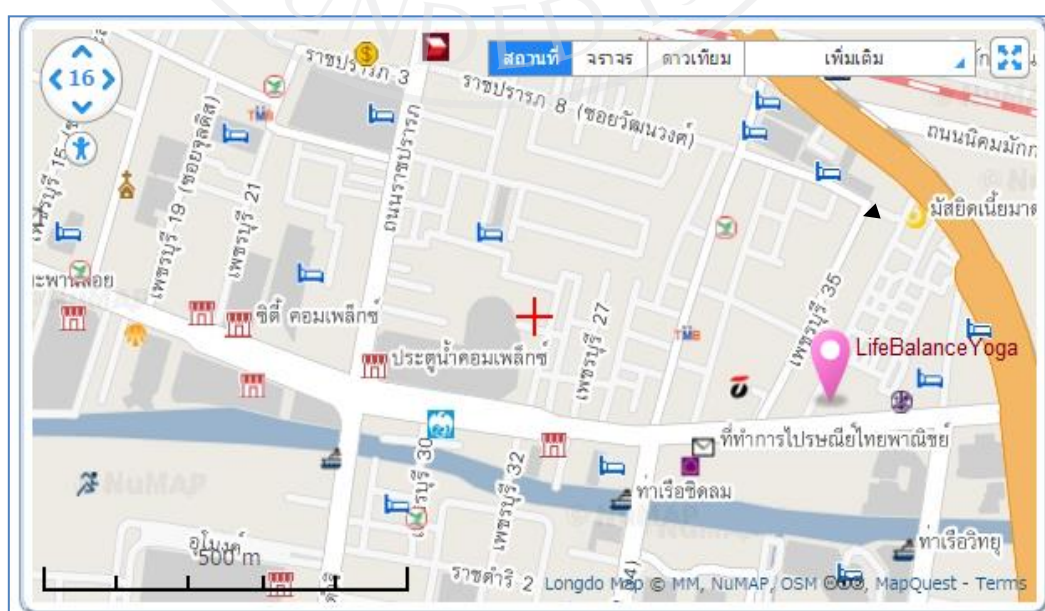 สถานที่
จราจร
ดาวเทียม
เพิ่มเติม
16
ราชปรารภ 3
ราชปรารภ 8 (ซอยวัฒนวงศ์)
ถนนนิคมมักก
TMB
เพชรบุรี 15
เพชรบุรี 19 (ซอยจุลดิส)
เพชรบุรี 21
ถนนราชปรารภ
มัสยิดเนี้ยมาต
ะพานลอย
ซิตี้ คอมเพล็กซ์
ประตูน้ำคอมเพล็กซ์
เพชรบุรี 27
TMB
เพชรบุรี 35
LifeBalanceYoga
ที่ทำการไปรษณีย์ไทยพาณิชย์
เพชรบุรี 32
ท่าเรือชิดลม
NuMAP
ท่าเรือวิทยุ
อุโมงค์
500 m
ราชดำริ 2
Longdo Map © MM, NuMAP, OSM
MapQuest - Terms